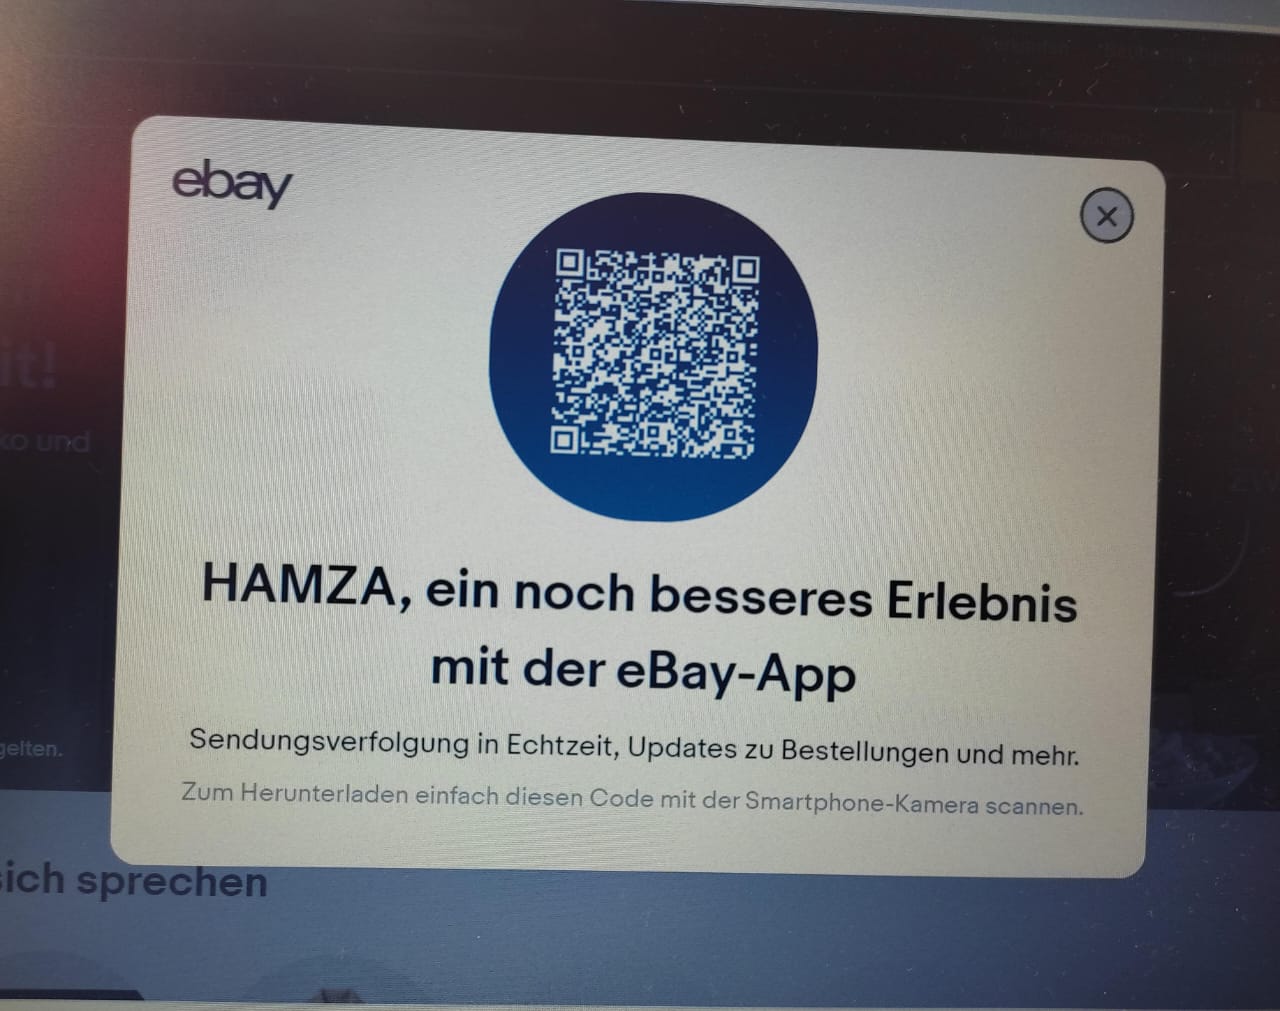 ebay
it!
ko und
HAMZA, ein noch besseres Erlebnis
mit der eBay-App
Sendungsverfolgung in Echtzeit, Updates zu Bestellungen und mehr.
gelten.
Zum Herunterladen einfach diesen Code mit der Smartphone-Kamera scannen.
sich sprechen